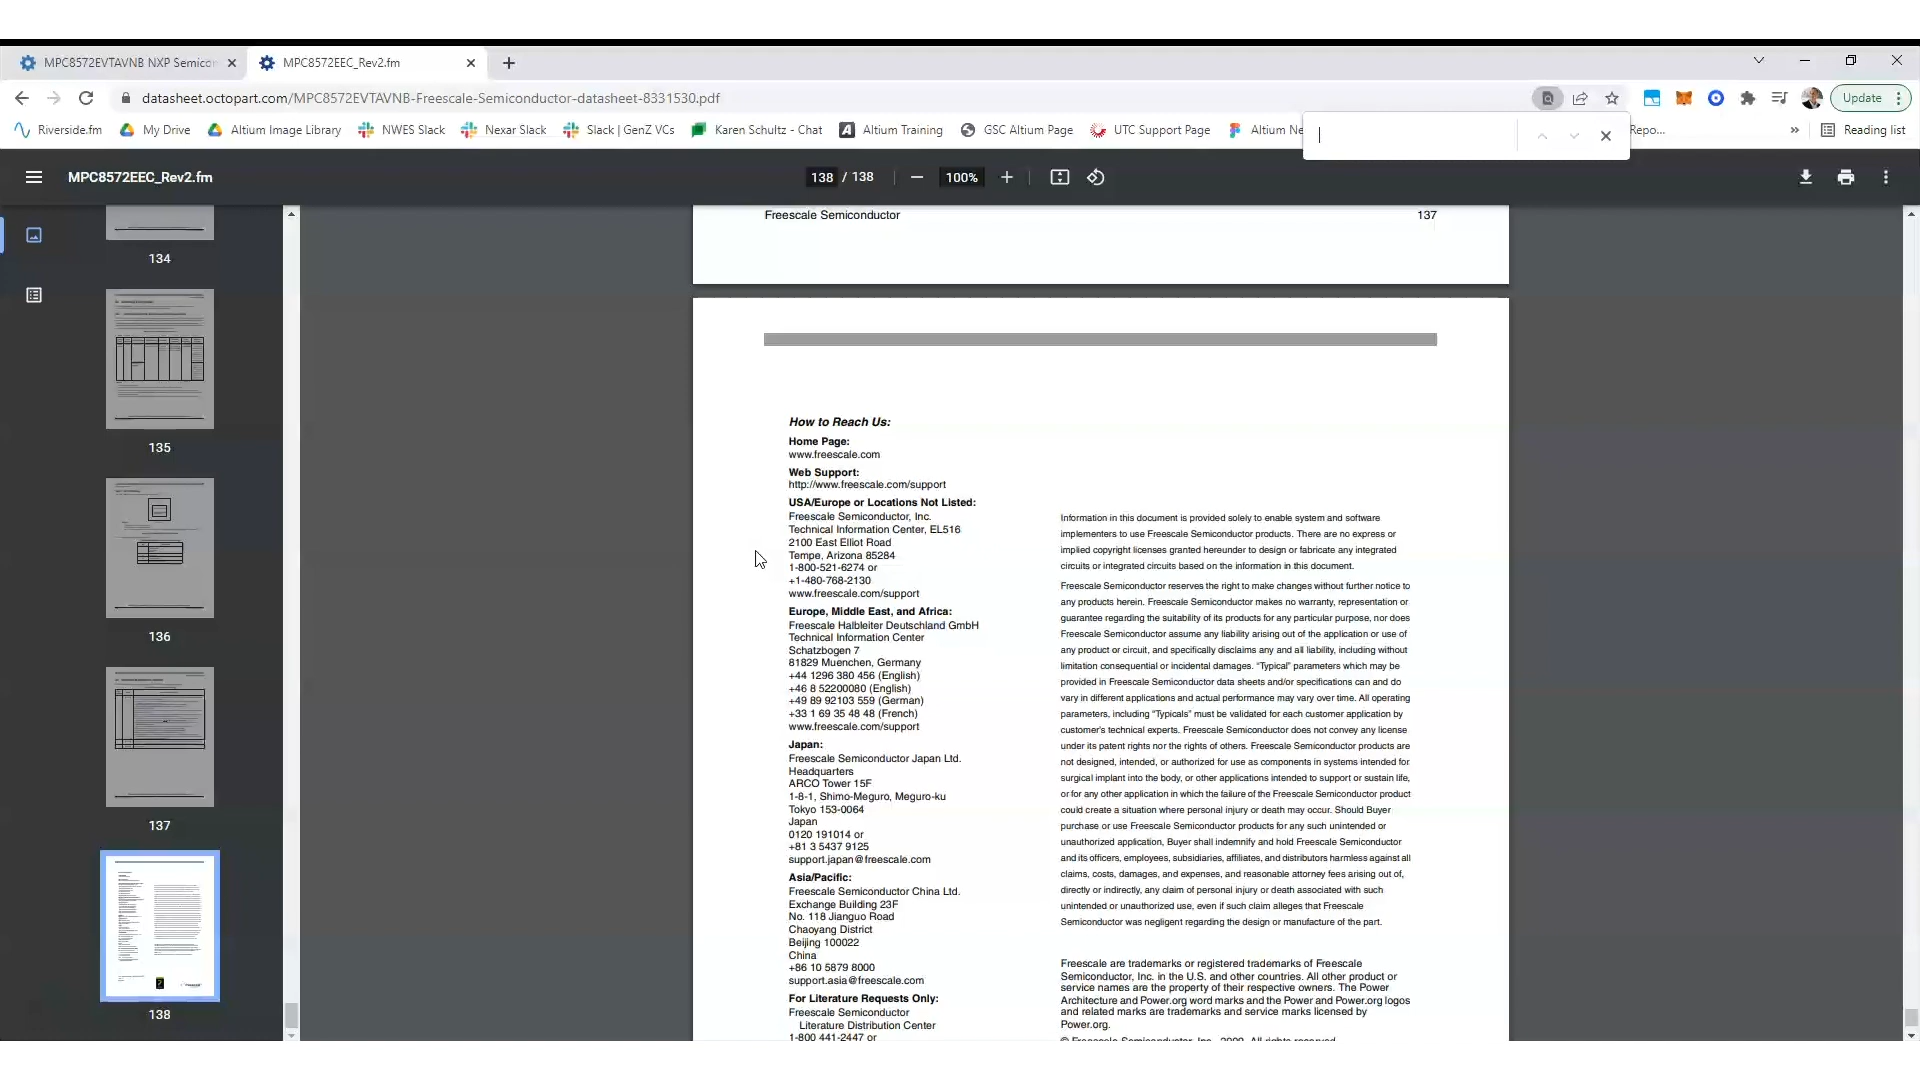 MPC8572EVTAVNB NXP Semicon
MPC8572EEC_Rev2.fm
datasheet.octopart.com/MPC8572EVTAVNB-Freescale-Semiconductor-datasheet-8331530.pdf
Update
Riverside.fm
My Drive
Altium Image Library
NWES Slack
Nexar Slack
Slack | GenZ VCs
Karen Schultz - Chat
Altium Training
GSC Altium Page
UTC Support Page
Altium Ne
Repo...
»
Reading list
MPC8572EEC_Rev2.fm
138 / 138
100%
134
135
136
137
138
Freescale Semiconductor
137
How to Reach Us:
Home Page:
www.freescale.com
Web Support:
http://www.freescale.com/support
USA/Europe or Locations Not Listed:
Freescale Semiconductor, Inc.
Technical Information Center, EL516
2100 East Elliot Road
Tempe, Arizona 85284
1-800-521-6274 or
+1-480-768-2130
www.freescale.com/support
Europe, Middle East, and Africa:
Freescale Halbleiter Deutschland GmbH
Technical Information Center
Schatzbogen 7
81829 Muenchen, Germany
+44 1296 380 456 (English)
+46 8 52200080 (English)
+49 89 92103 559 (German)
+33 1 69 35 48 48 (French)
www.freescale.com/support
Japan:
Freescale Semiconductor Japan Ltd.
Headquarters
ARCO Tower 15F
1-8-1, Shimo-Meguro, Meguro-ku
Tokyo 153-0064
Japan
0120 191014 or
+81 3 5437 9125
support.japan@freescale.com
Asia/Pacific:
Freescale Semiconductor China Ltd.
Exchange Building 23F
No. 118 Jianguo Road
Chaoyang District
Beijing 100022
China
+86 10 5879 8000
support.asia@freescale.com
For Literature Requests Only:
Freescale Semiconductor
Literature Distribution Center
1-800 441-2447 or
Information in this document is provided solely to enable system and software
implementers to use Freescale Semiconductor products. There are no express or
implied copyright licenses granted hereunder to design or fabricate any integrated
circuits or integrated circuits based on the information in this document.
Freescale Semiconductor reserves the right to make changes without further notice to
any products herein. Freescale Semiconductor makes no warranty, representation or
guarantee regarding the suitability of its products for any particular purpose, nor does
Freescale Semiconductor assume any liability arising out of the application or use of
any product or circuit, and specifically disclaims any and all liability, including without
limitation consequential or incidental damages. “Typical” parameters which may be
provided in Freescale Semiconductor data sheets and/or specifications can and do
vary in different applications and actual performance may vary over time. All operating
parameters, including “Typicals” must be validated for each customer application by
customer's technical experts. Freescale Semiconductor does not convey any license
under its patent rights nor the rights of others. Freescale Semiconductor products are
not designed, intended, or authorized for use as components in systems intended for
surgical implant into the body, or other applications intended to support or sustain life,
or for any other application in which the failure of the Freescale Semiconductor product
could create a situation where personal injury or death may occur. Should Buyer
purchase or use Freescale Semiconductor products for any such unintended or
unauthorized application, Buyer shall indemnify and hold Freescale Semiconductor
and its officers, employees, subsidiaries, affiliates, and distributors harmless against all
claims, costs, damages, and expenses, and reasonable attorney fees arising out of,
directly or indirectly, any claim of personal injury or death associated with such
unintended or unauthorized use, even if such claim alleges that Freescale
Semiconductor was negligent regarding the design or manufacture of the part.
Freescale are trademarks or registered trademarks of Freescale
Semiconductor, Inc. in the U.S. and other countries. All other product or
service names are the property of their respective owners. The Power
Architecture and Power.org word marks and the Power and Power.org logos
and related marks are trademarks and service marks licensed by
Power.org.
© Freescale Semiconductor, Inc., 2009. All rights reserved.